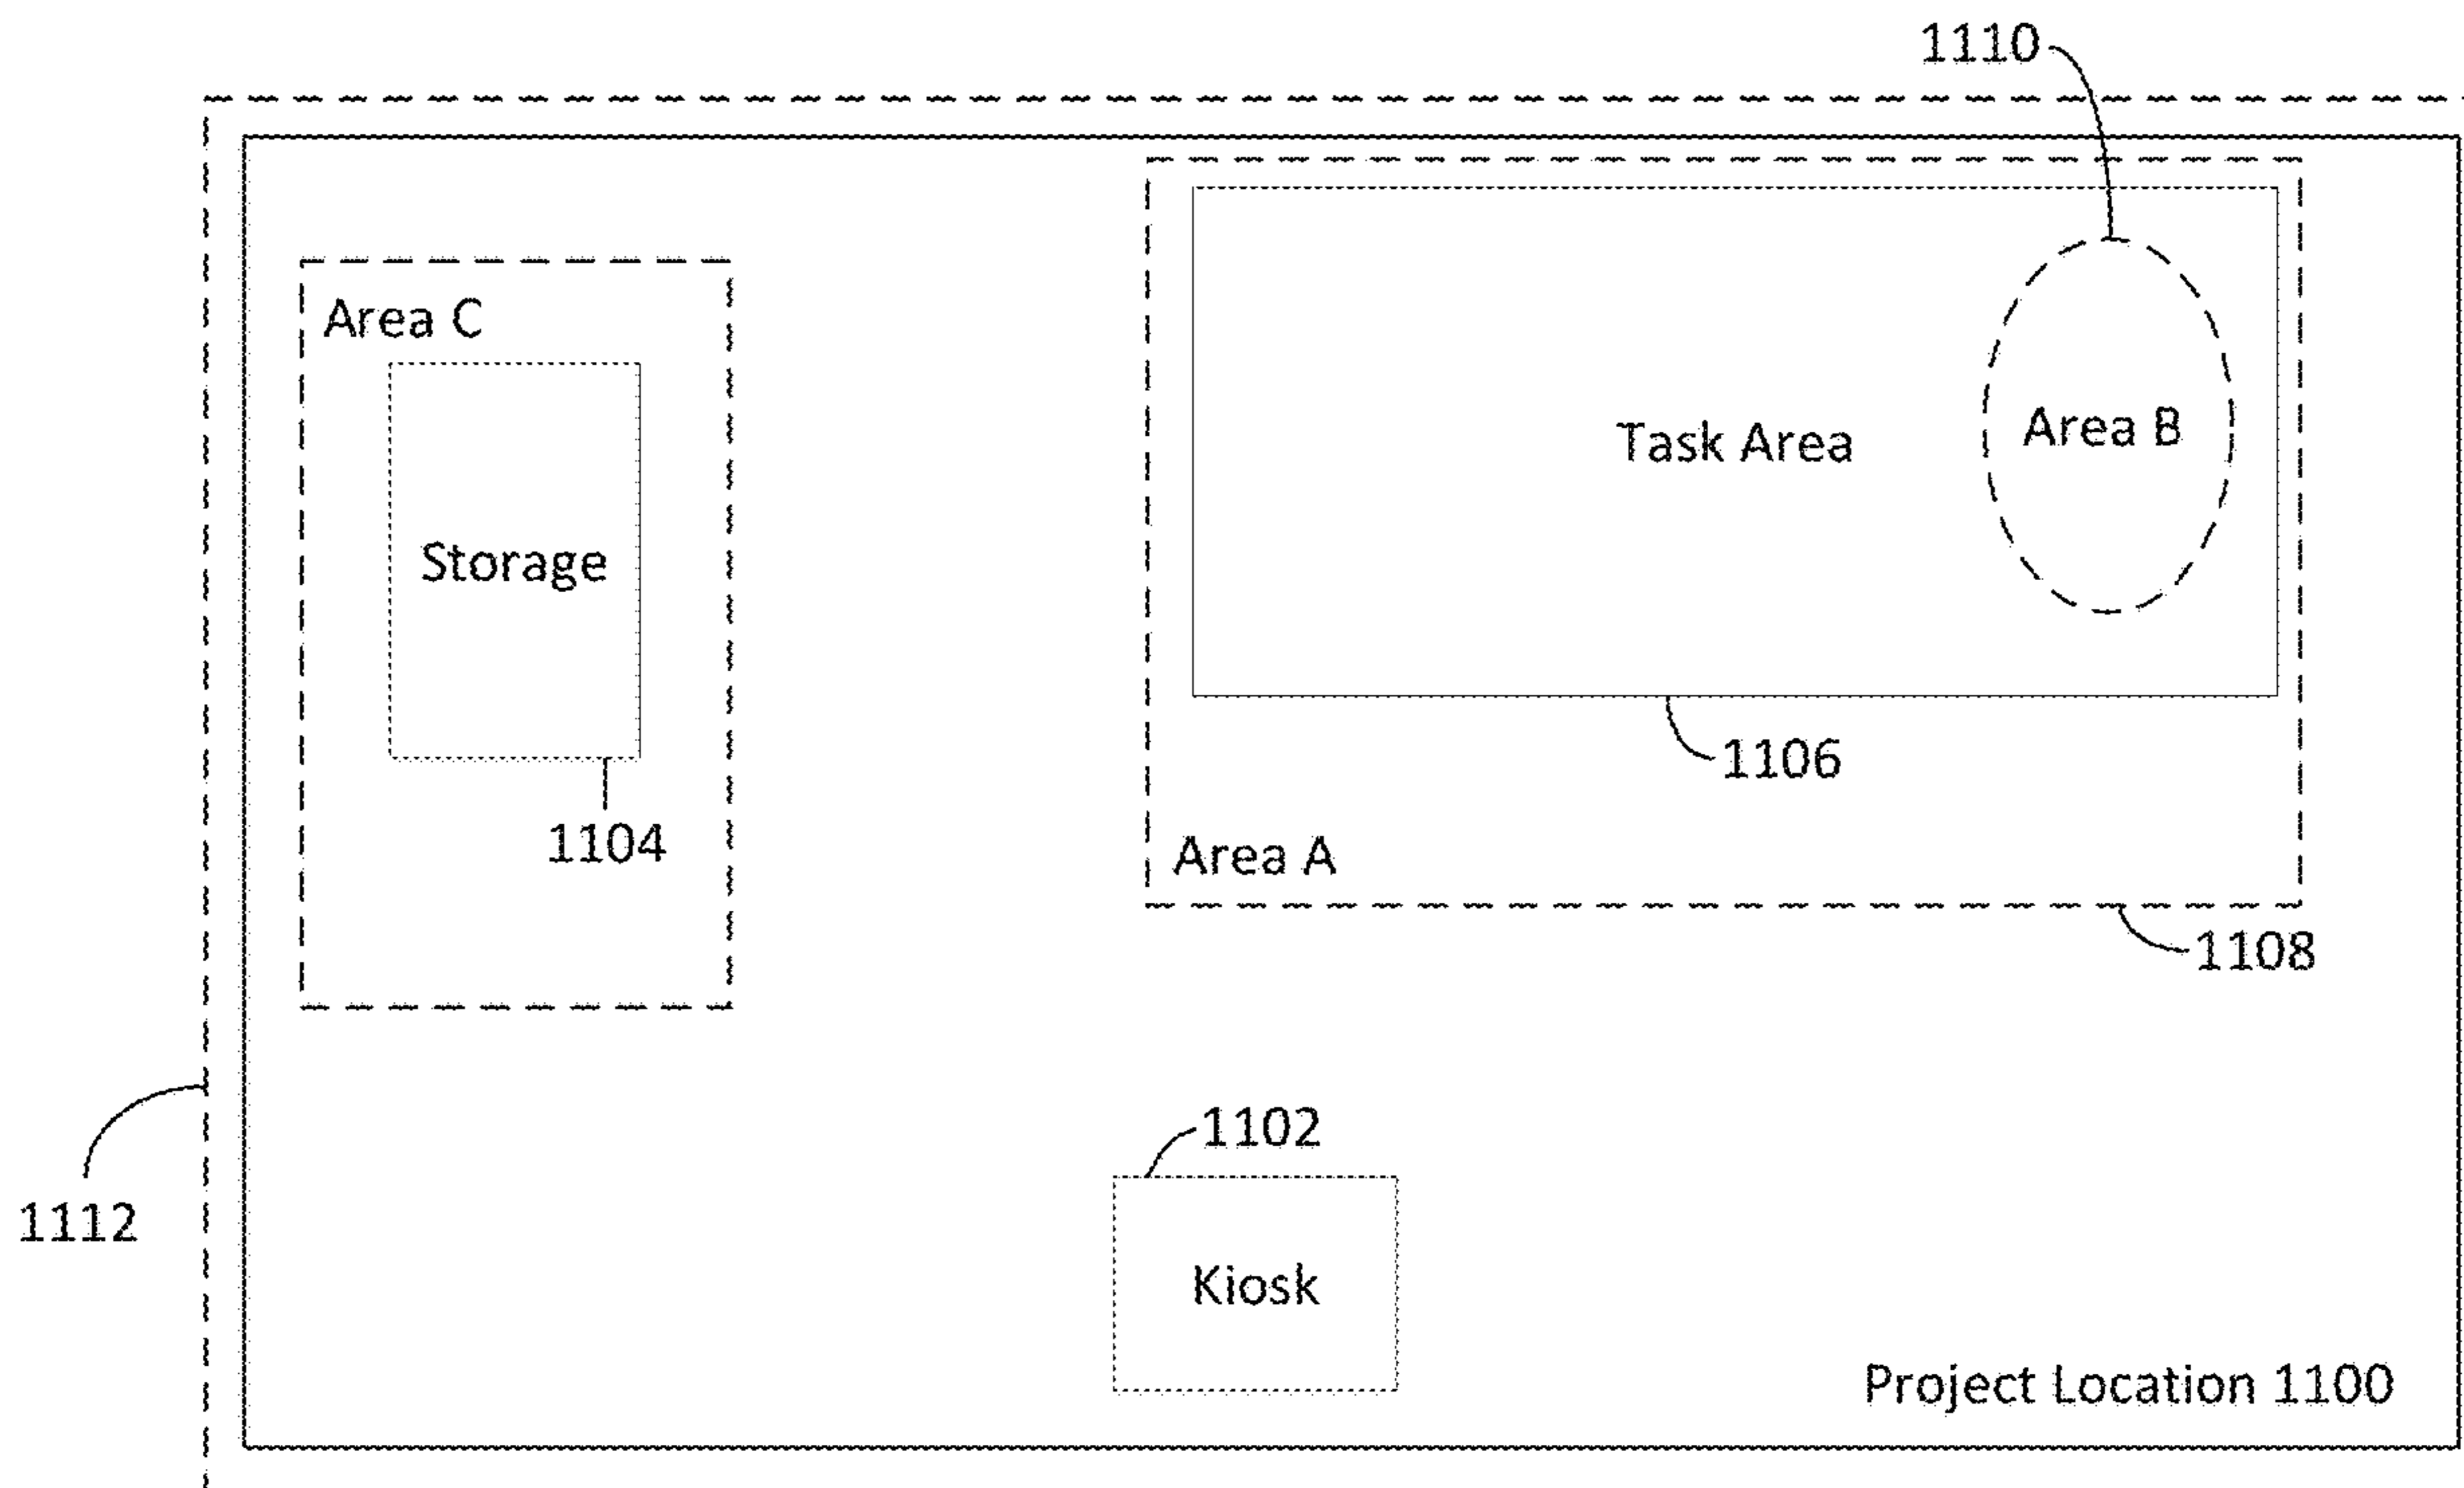 1110
Area C
Storage
Task Area
Area B
1106
1104
Area A
1108
1102
1112
Kiosk
Project Location 1100